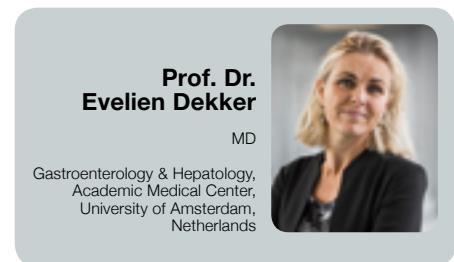 Prof. Dr.
Evelien Dekker
MD
Gastroenterology & Hepatology,
Academic Medical Center,
University of Amsterdam,
Netherlands